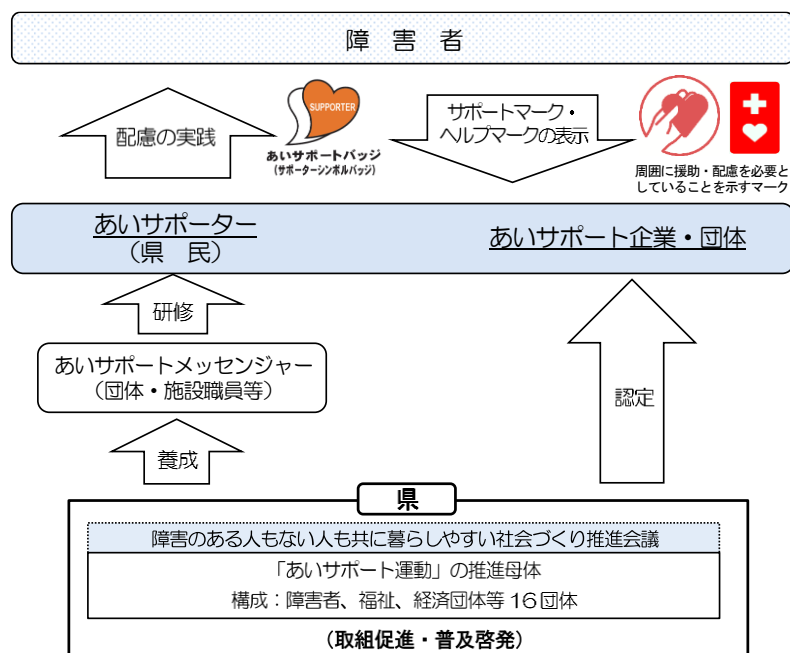 障　害　者
配慮の実践
SUPPORTER
あいサポートバッジ
(サポーターシンボルバッジ)
サポートマーク・
ヘルプマークの表示
周囲に援助・配慮を必要と
していることを示すマーク
あいサポーター
（県　民）
あいサポート企業・団体
研修
あいサポートメッセンジャー
（団体・施設職員等）
認定
養成
県
障害のある人もない人も共に暮らしやすい社会づくり推進会議
「あいサポート運動」の推進母体
構成：障害者、福祉、経済団体等 16 団体
（取組促進・普及啓発）